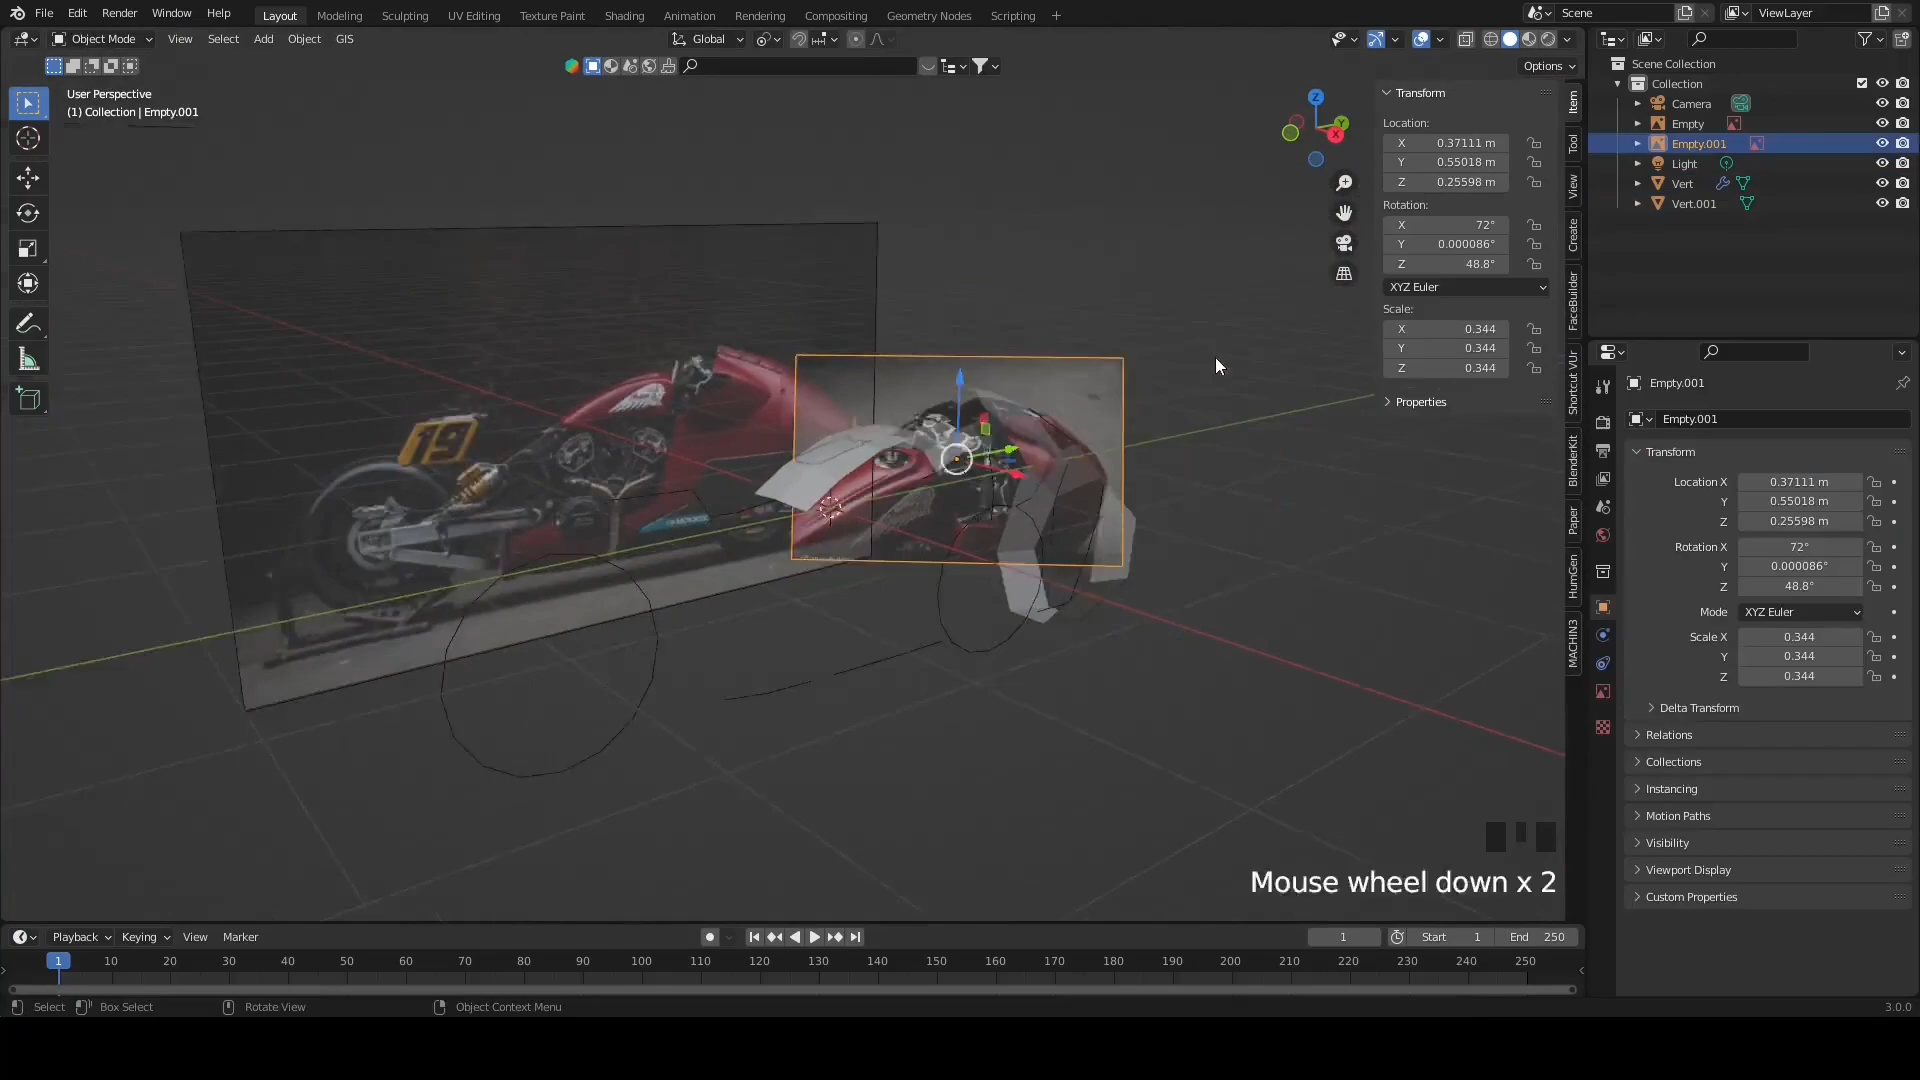 File Edit Render Window Help Layout Modeling Sculpting UV Editing Texture Paint Shading Animation Rendering Compositing Geometry Nodes Scripting + Scene ViewLayer
Object Mode View Select Add Object GIS Global
Options
User Perspective
(1) Collection | Empty.001
Transform
Location:
X 0.37111 m
Y 0.55018 m
Z 0.25598 m
Rotation:
X 72°
Y 0.000086°
Z 48.8°
XYZ Euler
Scale:
X 0.344
Y 0.344
Z 0.344
Properties
Item
Tool
View
Create
FaceBuilder
Shortcut VUr
BlenderKit
Paper
HumGen
MACHIN3
Z
Y
X
19
Scene Collection
Collection
Camera
Empty
Empty.001
Light
Vert
Vert.001
Empty.001
Empty.001
Transform
Location X 0.37111 m
Y 0.55018 m
Z 0.25598 m
Rotation X 72°
Y 0.000086°
Z 48.8°
Mode XYZ Euler
Scale X 0.344
Y 0.344
Z 0.344
Delta Transform
Relations
Collections
Instancing
Motion Paths
Visibility
Viewport Display
Custom Properties
Mouse wheel down x 2
Playback Keying View Marker 1 Start 1 End 250
1 10 20 30 40 50 60 70 80 90 100 110 120 130 140 150 160 170 180 190 200 210 220 230 240 250
Select Box Select Rotate View Object Context Menu 3.0.0